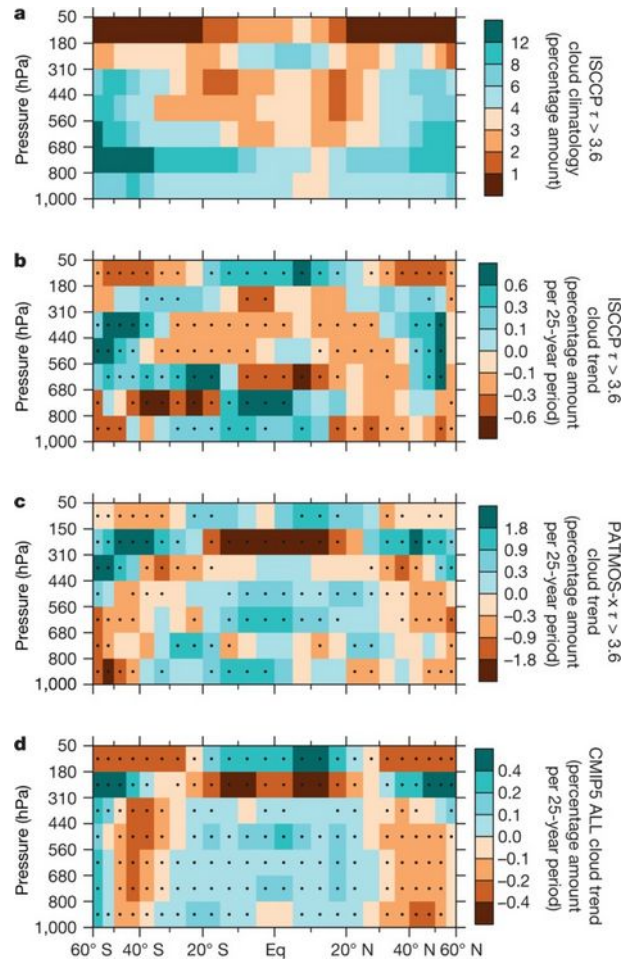 a
Pressure (hPa)
50
180
310
440
560
680
800
1,000
12
8
6
4
3
2
1
ISCCP τ > 3.6
cloud climatology
(percentage amount)
b
Pressure (hPa)
50
180
310
440
560
680
800
1,000
0.6
0.3
0.1
0.0
−0.1
−0.3
−0.6
ISCCP τ > 3.6
cloud trend
(percentage amount
per 25-year period)
c
Pressure (hPa)
50
150
310
440
560
680
800
1,000
1.8
0.9
0.3
0.0
−0.3
−0.9
−1.8
PATMOS-x τ > 3.6
cloud trend
(percentage amount
per 25-year period)
d
Pressure (hPa)
50
180
310
440
560
680
800
1,000
0.4
0.2
0.1
0.0
−0.1
−0.2
−0.4
CMIP5 ALL cloud trend
(percentage amount
per 25-year period)
60° S 40° S 20° S Eq 20° N 40° N 60° N